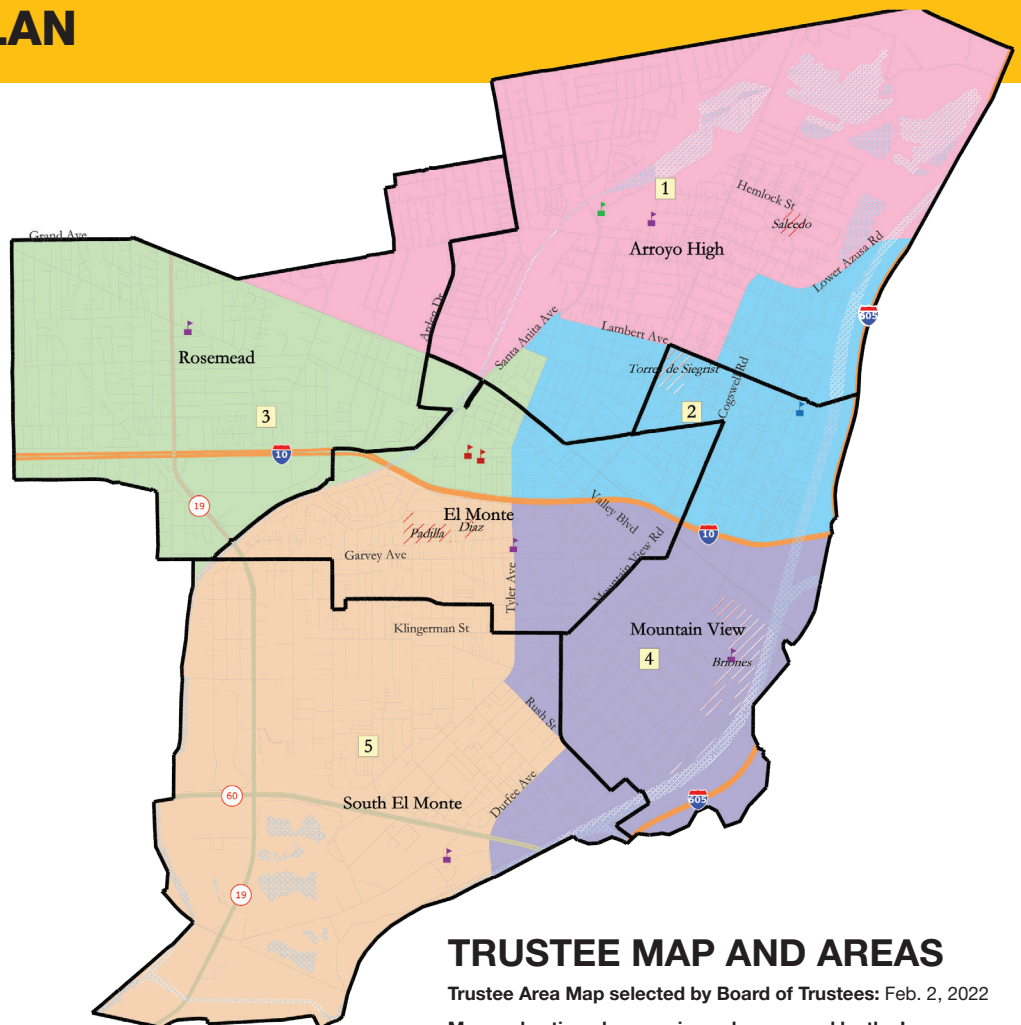 LAN
1
Hemlock St
Salcedo
Arroyo High
Grand Ave
Lower Azusa Rd
Arden Dr
Santa Anita Ave
605
Lambert Ave
Rosemead
Torres de Siegrist
Cogswell Rd
3
2
10
19
Valley Blvd
El Monte
Padilla
Diaz
10
Garvey Ave
Tyler Ave
Mountain View Rd
Klingerman St
Mountain View
4
Briones
Rush St
5
60
South El Monte
Durfee Ave
605
19
TRUSTEE MAP AND AREAS
Trustee Area Map selected by Board of Trustees: Feb. 2, 2022